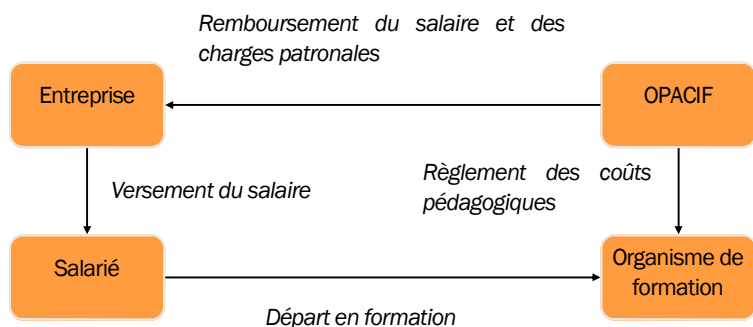 Remboursement du salaire et des
charges patronales
Entreprise
OPACIF
Versement du salaire
Règlement des coûts
pédagogiques
Salarié
Organisme de
formation
Départ en formation